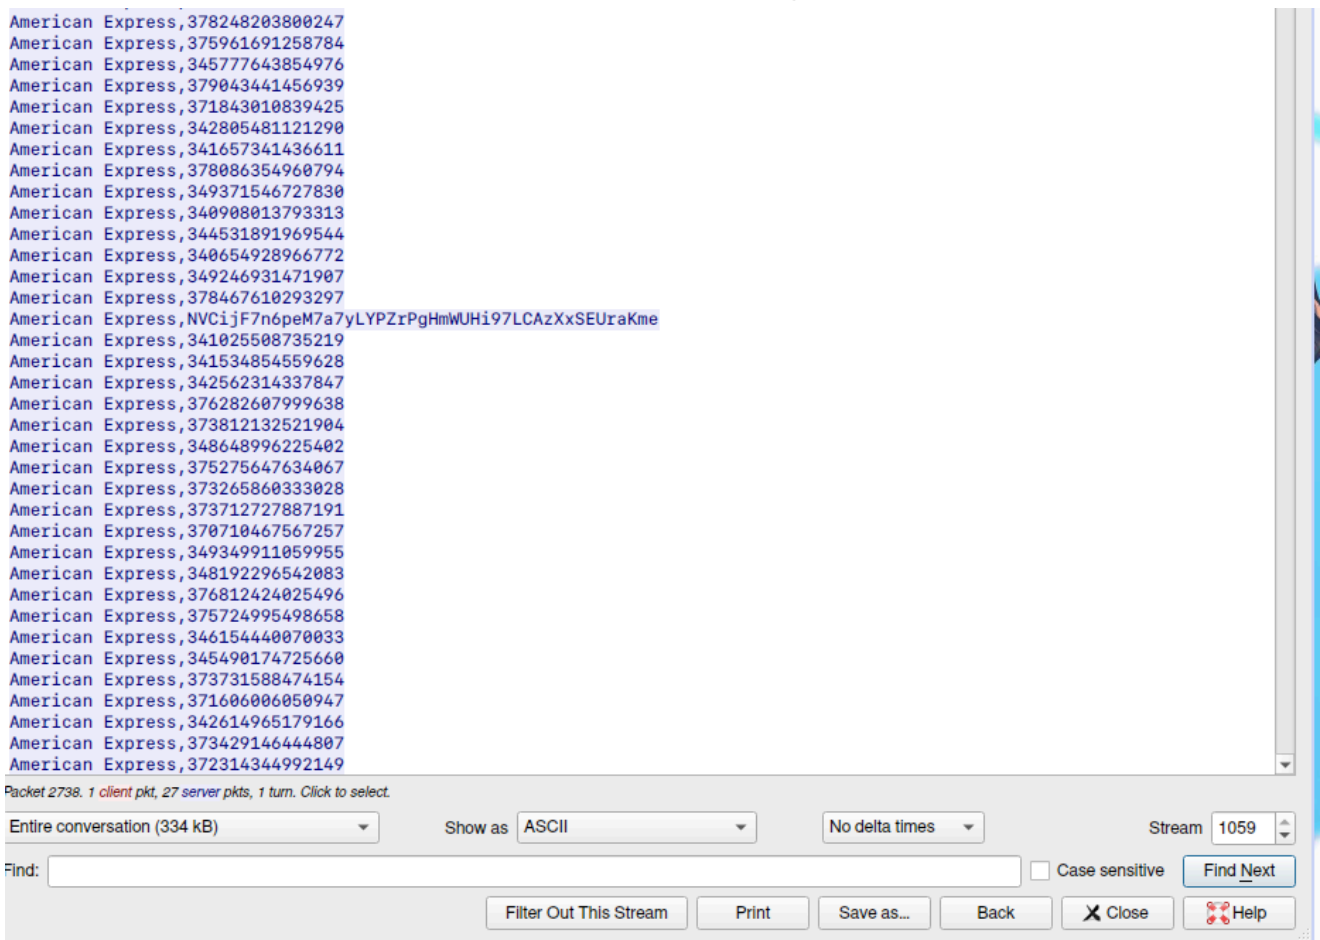 American Express,378248203800247
American Express,375961691258784
American Express,345777643854976
American Express,379043441456939
American Express,371843010839425
American Express,342805481121290
American Express,341657341436611
American Express,378086354960794
American Express,349371546727830
American Express,340908013793313
American Express,344531891969544
American Express,340654928966772
American Express,349246931471907
American Express,378467610293297
American Express,NVCijF7n6peM7a7yLYPZrPgHmWUHi97LCAzXxSEUraKme
American Express,341025508735219
American Express,341534854559628
American Express,342562314337847
American Express,376282607999638
American Express,373812132521904
American Express,348648996225402
American Express,375275647634067
American Express,373265860333028
American Express,373712727887191
American Express,370710467567257
American Express,349349911059955
American Express,348192296542083
American Express,376812424025496
American Express,375724995498658
American Express,346154440070033
American Express,345490174725660
American Express,373731588474154
American Express,371606006050947
American Express,342614965179166
American Express,373429146444807
American Express,372314344992149
Packet 2738. 1 client pkt, 27 server pkts, 1 turn. Click to select.
Entire conversation (334 kB) Show as ASCII No delta times Stream 1059
Find: Case sensitive Find Next
Filter Out This Stream Print Save as... Back Close Help